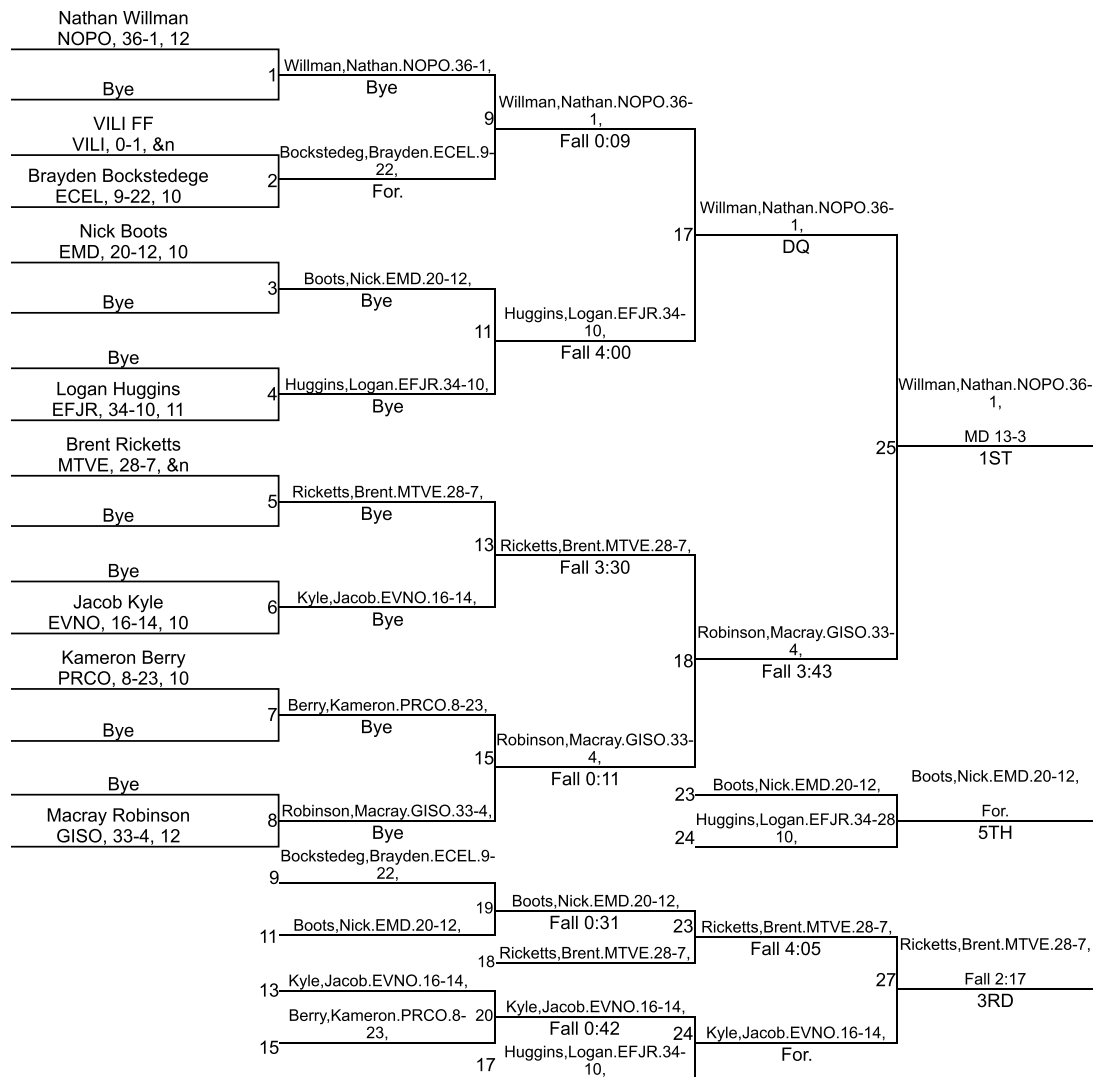 Nathan Willman
NOPO, 36-1, 12
Bye
1
Willman,Nathan.NOPO.36-1,
Bye
VILI FF
VILI, 0-1, &n
Brayden Bockstedege
ECEL, 9-22, 10
2
Bockstedeg,Brayden.ECEL.9-
22,
For.
9
Willman,Nathan.NOPO.36-
1,
Fall 0:09
Nick Boots
EMD, 20-12, 10
Bye
3
Boots,Nick.EMD.20-12,
Bye
Bye
Logan Huggins
EFJR, 34-10, 11
4
Huggins,Logan.EFJR.34-10,
Bye
11
Huggins,Logan.EFJR.34-
10,
Fall 4:00
17
Willman,Nathan.NOPO.36-
1,
DQ
Brent Ricketts
MTVE, 28-7, &n
Bye
5
Ricketts,Brent.MTVE.28-7,
Bye
Bye
Jacob Kyle
EVNO, 16-14, 10
6
Kyle,Jacob.EVNO.16-14,
Bye
13
Ricketts,Brent.MTVE.28-7,
Fall 3:30
Kameron Berry
PRCO, 8-23, 10
Bye
7
Berry,Kameron.PRCO.8-23,
Bye
Bye
Macray Robinson
GISO, 33-4, 12
8
Robinson,Macray.GISO.33-4,
Bye
15
Robinson,Macray.GISO.33-
4,
Fall 0:11
18
Robinson,Macray.GISO.33-
4,
Fall 3:43
25
Willman,Nathan.NOPO.36-
1,
MD 13-3
1ST
23
Boots,Nick.EMD.20-12,
24
Huggins,Logan.EFJR.34-28
10,
Boots,Nick.EMD.20-12,
For.
5TH
9
Bockstedeg,Brayden.ECEL.9-
22,
11
Boots,Nick.EMD.20-12,
19
Boots,Nick.EMD.20-12,
Fall 0:31
18
Ricketts,Brent.MTVE.28-7,
23
Ricketts,Brent.MTVE.28-7,
Fall 4:05
13
Kyle,Jacob.EVNO.16-14,
15
Berry,Kameron.PRCO.8-
23,
20
Kyle,Jacob.EVNO.16-14,
Fall 0:42
17
Huggins,Logan.EFJR.34-
10,
24
Kyle,Jacob.EVNO.16-14,
For.
27
Ricketts,Brent.MTVE.28-7,
Fall 2:17
3RD